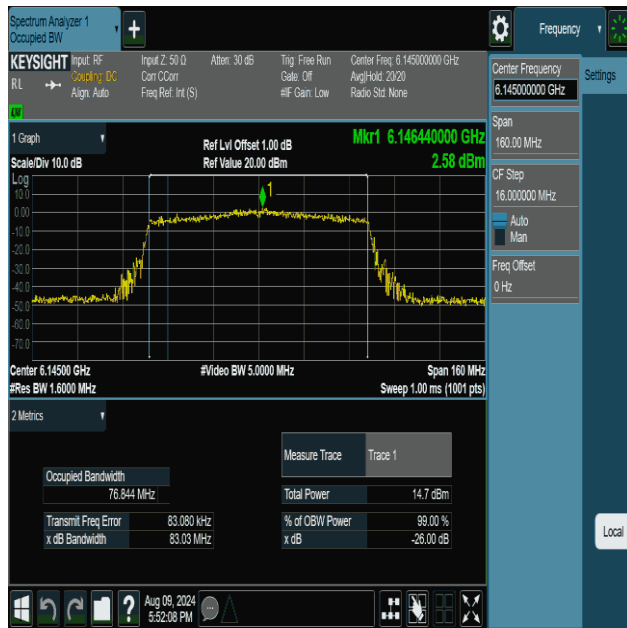 Spectrum Analyzer 1
Occupied BW
+
Frequency
KEYSIGHT
RL
Input: RF
Coupling: DC
Align: Auto
Input Z: 50 Ω
Corr CCorr
Freq Ref: Int (S)
Atten: 30 dB
Trig: Free Run
Gate: Off
#IF Gain: Low
Center Freq: 6.145000000 GHz
Avg|Hold: 20/20
Radio Std: None
Center Frequency
6.145000000 GHz
Settings
Span
160.00 MHz
CF Step
16.000000 MHz
Auto
Man
Freq Offset
0 Hz
1 Graph
Scale/Div 10.0 dB
Ref Lvl Offset 1.00 dB
Ref Value 20.00 dBm
Mkr1 6.146440000 GHz
2.58 dBm
Log
10.0
0.00
-10.0
-20.0
-30.0
-40.0
-50.0
-60.0
-70.0
1
Center 6.14500 GHz
#Video BW 5.0000 MHz
Span 160 MHz
#Res BW 1.6000 MHz
Sweep 1.00 ms (1001 pts)
2 Metrics
Measure Trace
Trace 1
Occupied Bandwidth
76.844 MHz
Total Power
14.7 dBm
Transmit Freq Error
83.080 kHz
% of OBW Power
99.00 %
x dB Bandwidth
83.03 MHz
x dB
-26.00 dB
Local
?
Aug 09, 2024
5:52:08 PM